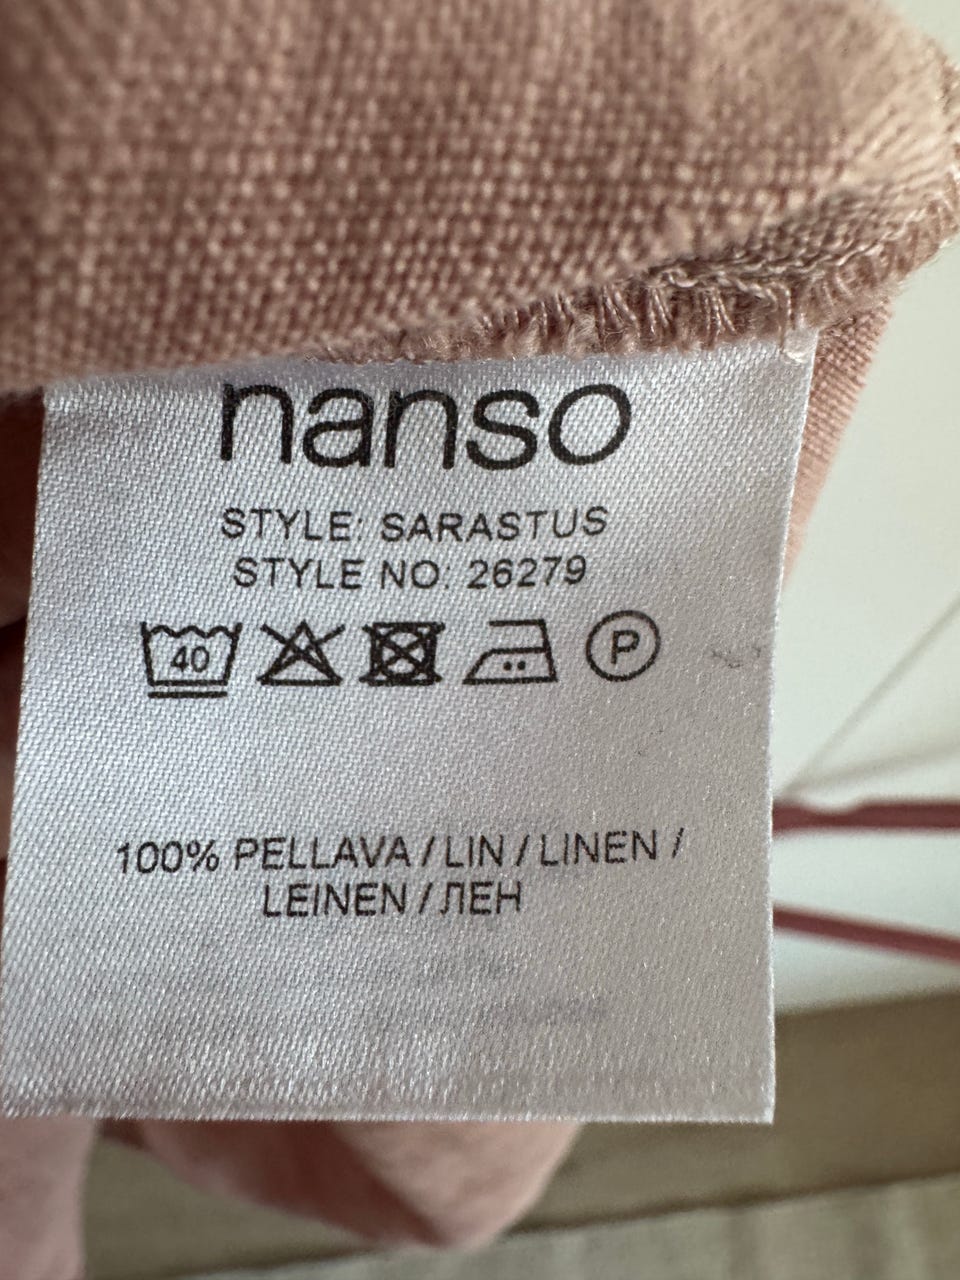 nanso
STYLE: SARASTUS
STYLE NO: 26279
40 P
100% PELLAVA / LIN / LINEN /
LEINEN / ЛЕН